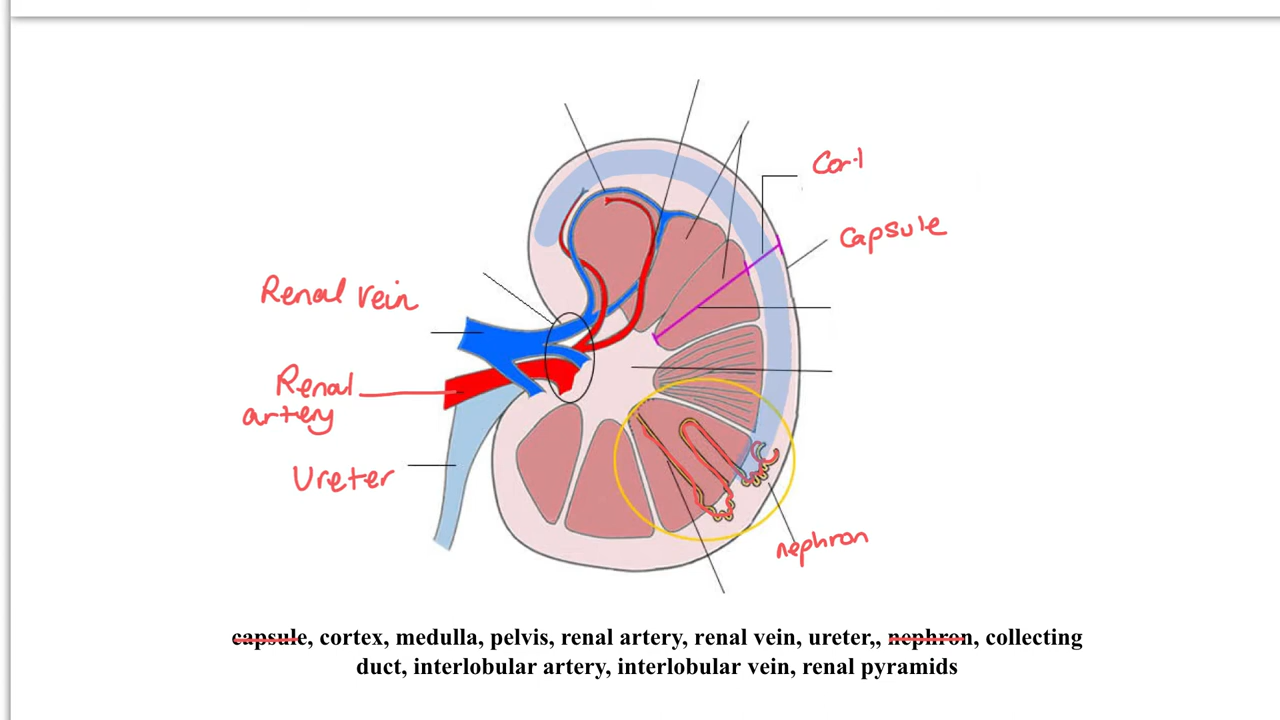 Cort
Capsule
Renal vein
Renal
artery
Ureter
nephron
capsule, cortex, medulla, pelvis, renal artery, renal vein, ureter,, nephron, collecting
duct, interlobular artery, interlobular vein, renal pyramids